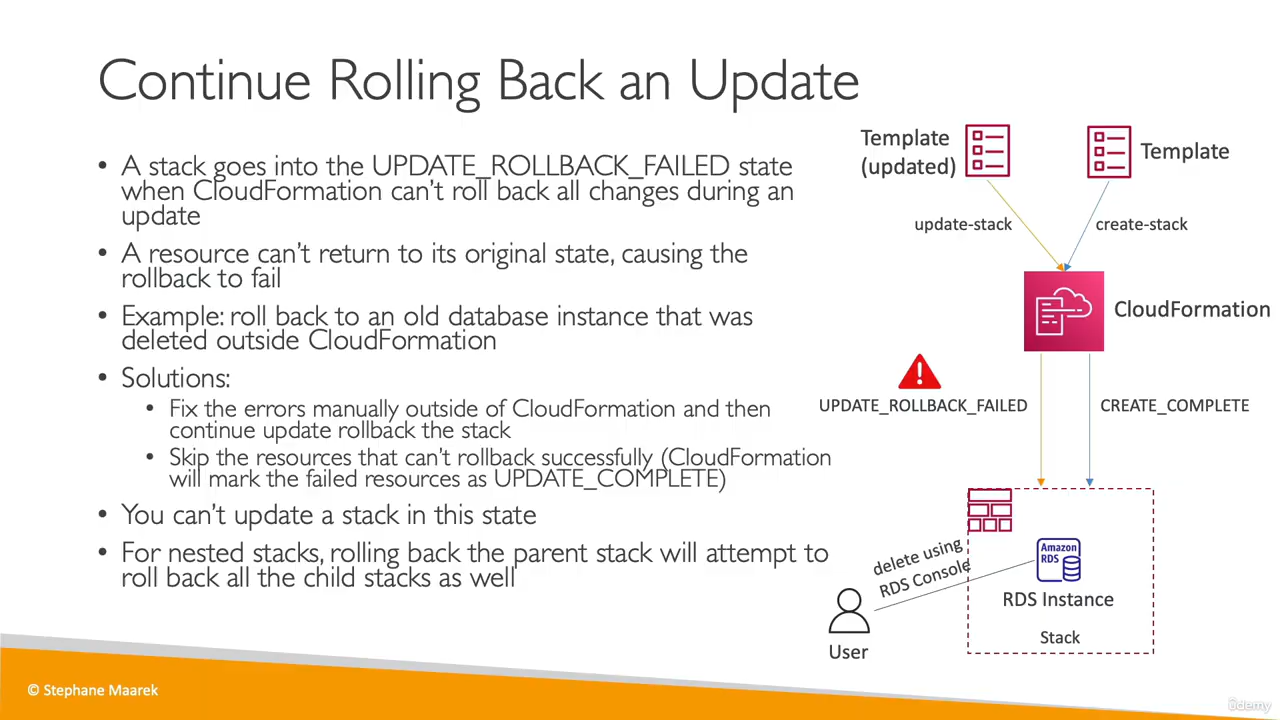 Continue Rolling Back an Update
• A stack goes into the UPDATE_ROLLBACK_FAILED state
when CloudFormation can't roll back all changes during an
update
• A resource can't return to its original state, causing the
rollback to fail
• Example: roll back to an old database instance that was
deleted outside CloudFormation
• Solutions:
• Fix the errors manually outside of CloudFormation and then
continue update rollback the stack
• Skip the resources that can't rollback successfully (CloudFormation
will mark the failed resources as UPDATE_COMPLETE)
• You can't update a stack in this state
• For nested stacks, rolling back the parent stack will attempt to
roll back all the child stacks as well
Template
(updated)
Template
update-stack
create-stack
CloudFormation
UPDATE_ROLLBACK_FAILED
CREATE_COMPLETE
delete using
RDS Console
Amazon
RDS
RDS Instance
Stack
User
© Stephane Maarek
ûdemy